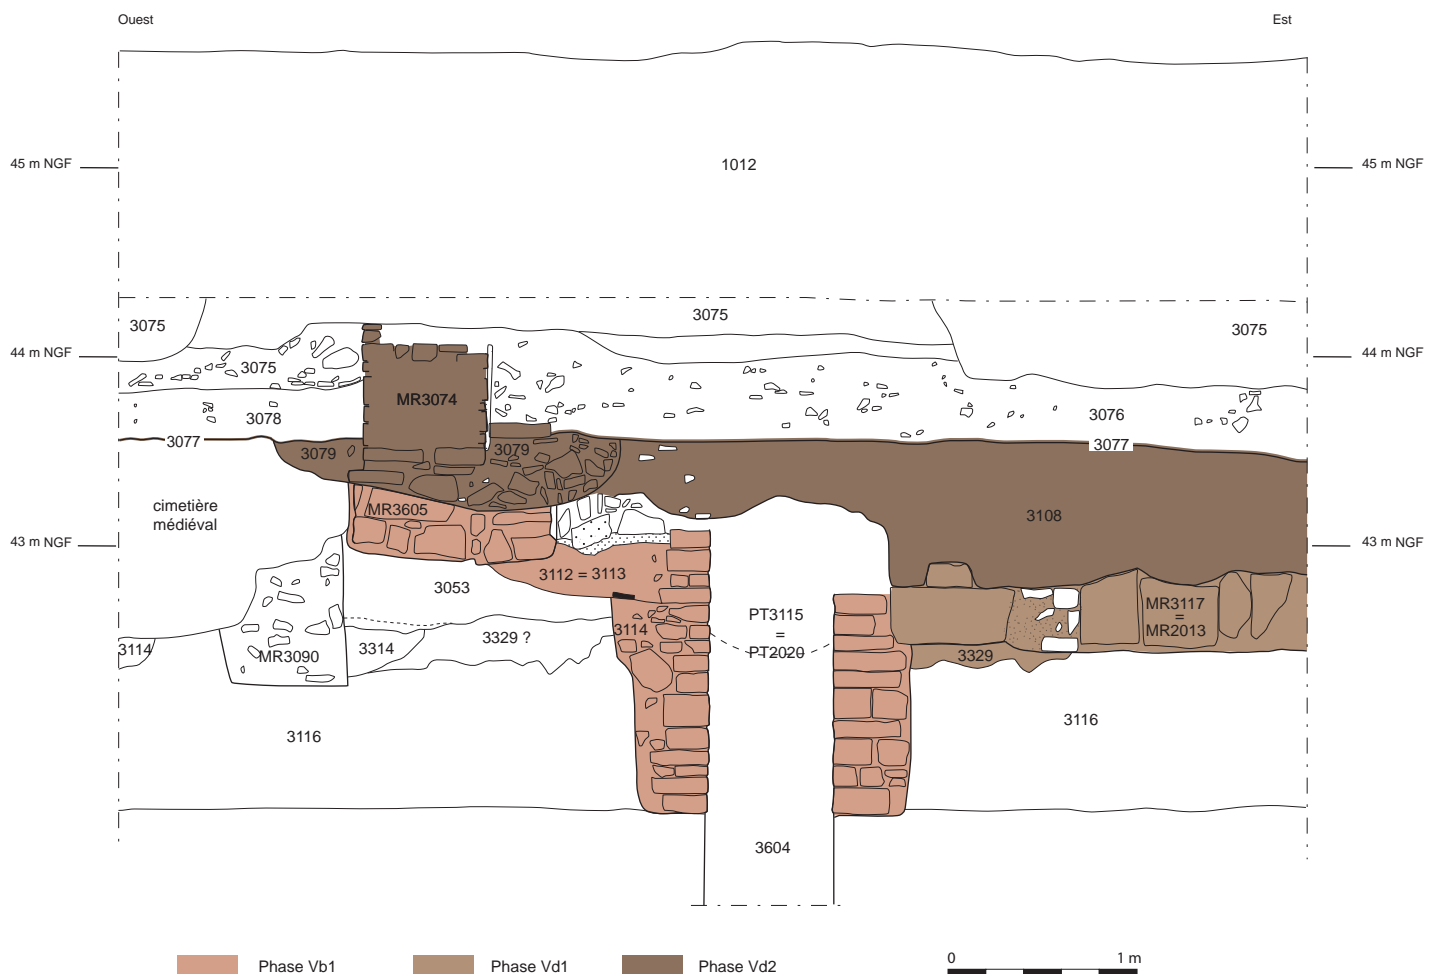 Ouest
Est
45 m NGF
1012
45 m NGF
3075
3075
3075
44 m NGF
44 m NGF
3075
MR3074
3078
3076
3077
3077
3079
3079
cimetière
médiéval
MR3605
3108
43 m NGF
43 m NGF
3112 = 3113
3053
PT3115
=
PT2020
MR3117
=
MR2013
3114
3329 ?
3114
3314
MR3090
3329
3116
3116
3604
Phase Vb1
Phase Vd1
Phase Vd2
0
1 m